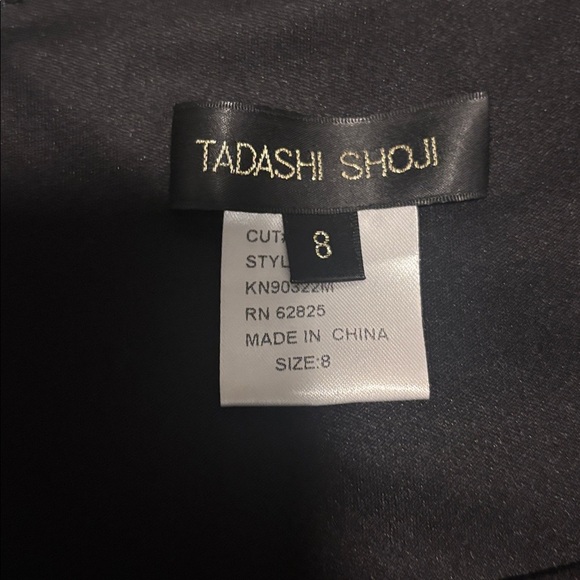 TADASHI SHOJI
8
CUT#
STYL
KN90322M
RN 62825
MADE IN CHINA
SIZE:8